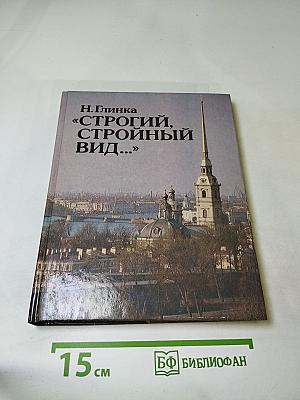 Н. Глинка
«СТРОГИЙ,
СТРОЙНЫЙ
ВИД...»
15 см
БФ БИБЛИОФАН